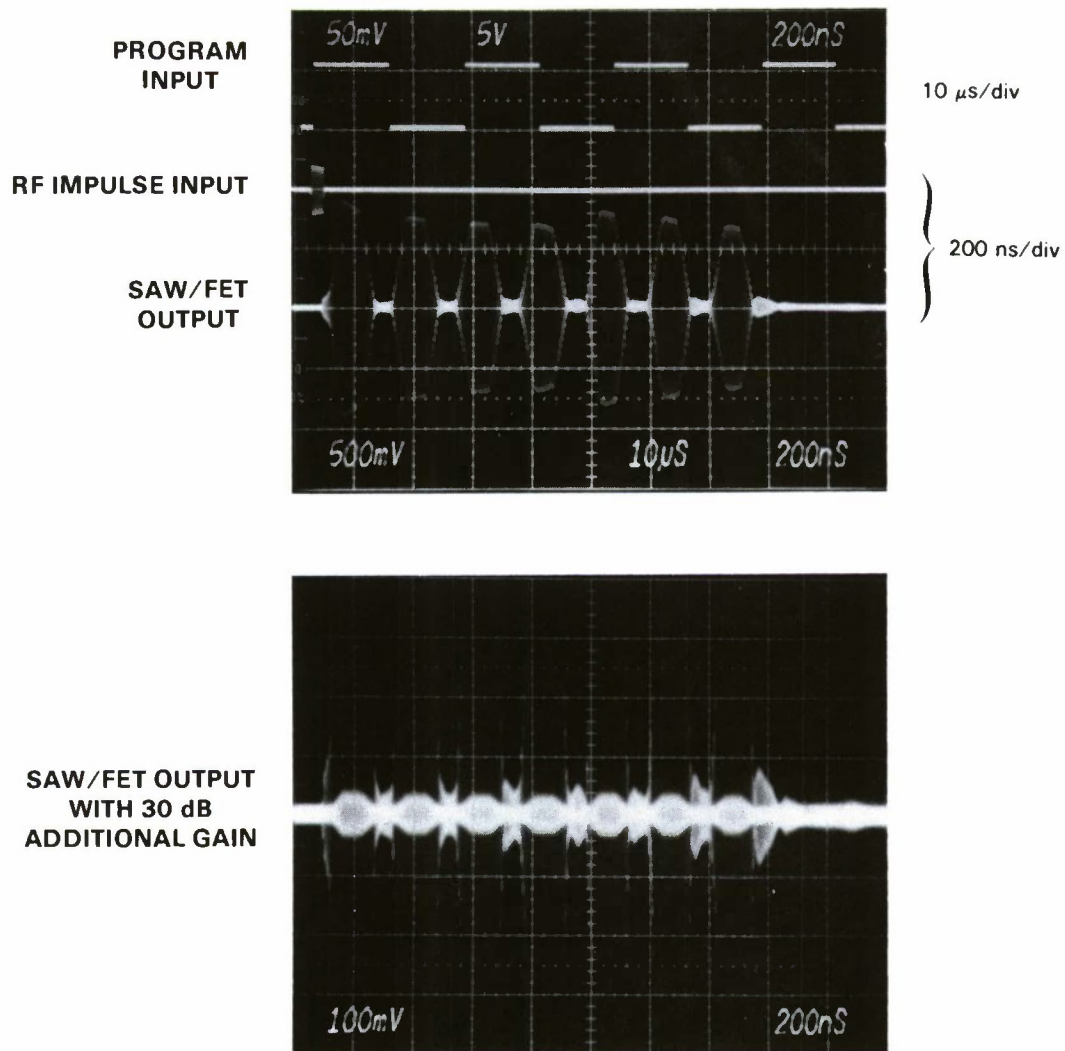 PROGRAM
INPUT
50mV 5V 200nS
10 μs/div
RF IMPULSE INPUT
200 ns/div
SAW/FET
OUTPUT
500mV 10μS 200nS
SAW/FET OUTPUT
WITH 30 dB
ADDITIONAL GAIN
100mV 200nS